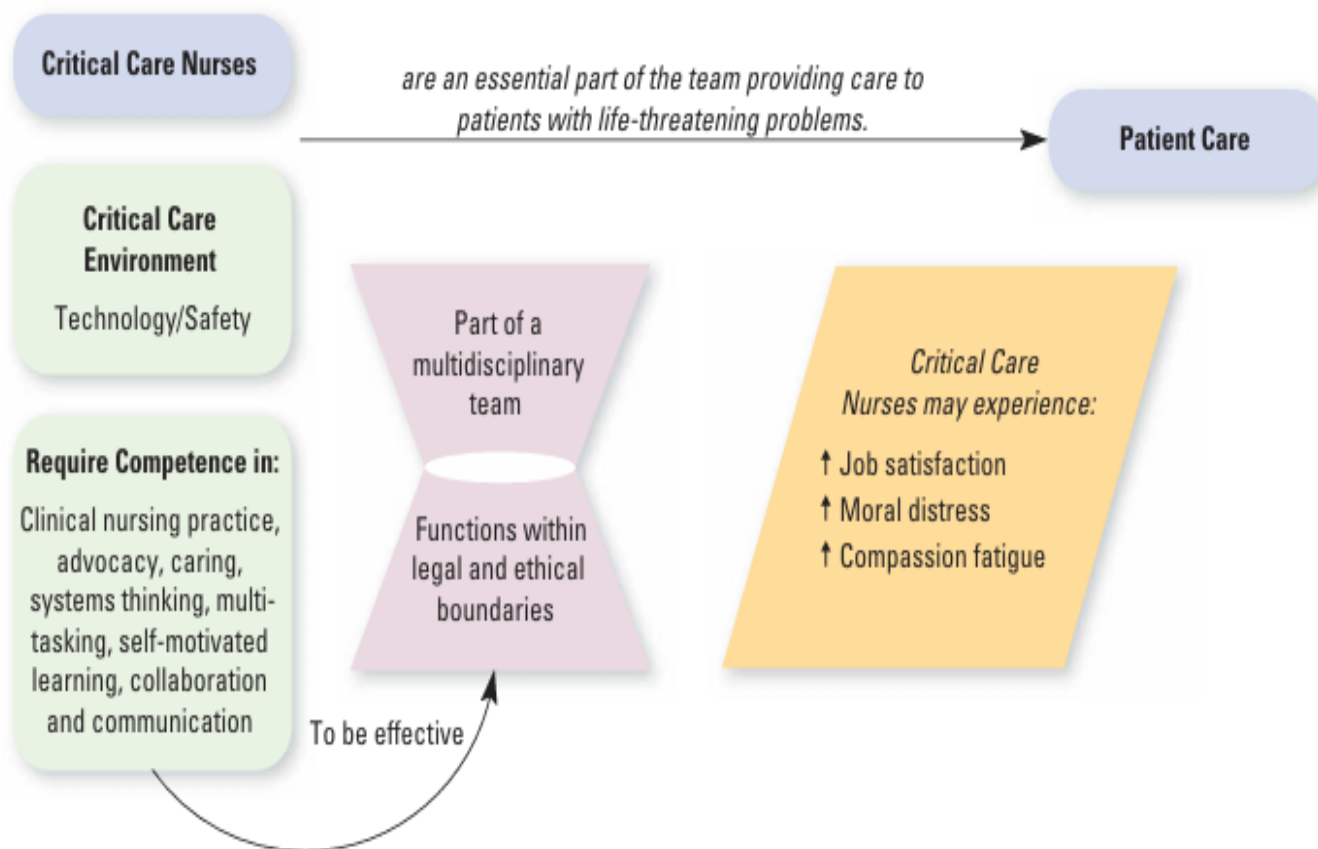 Critical Care Nurses
are an essential part of the team providing care to
patients with life-threatening problems.
Patient Care
Critical Care
Environment
Technology/Safety
Require Competence in:
Clinical nursing practice,
advocacy, caring,
systems thinking, multi-
tasking, self-motivated
learning, collaboration
and communication
To be effective
Part of a
multidisciplinary
team
Functions within
legal and ethical
boundaries
Critical Care
Nurses may experience:
↑ Job satisfaction
↑ Moral distress
↑ Compassion fatigue